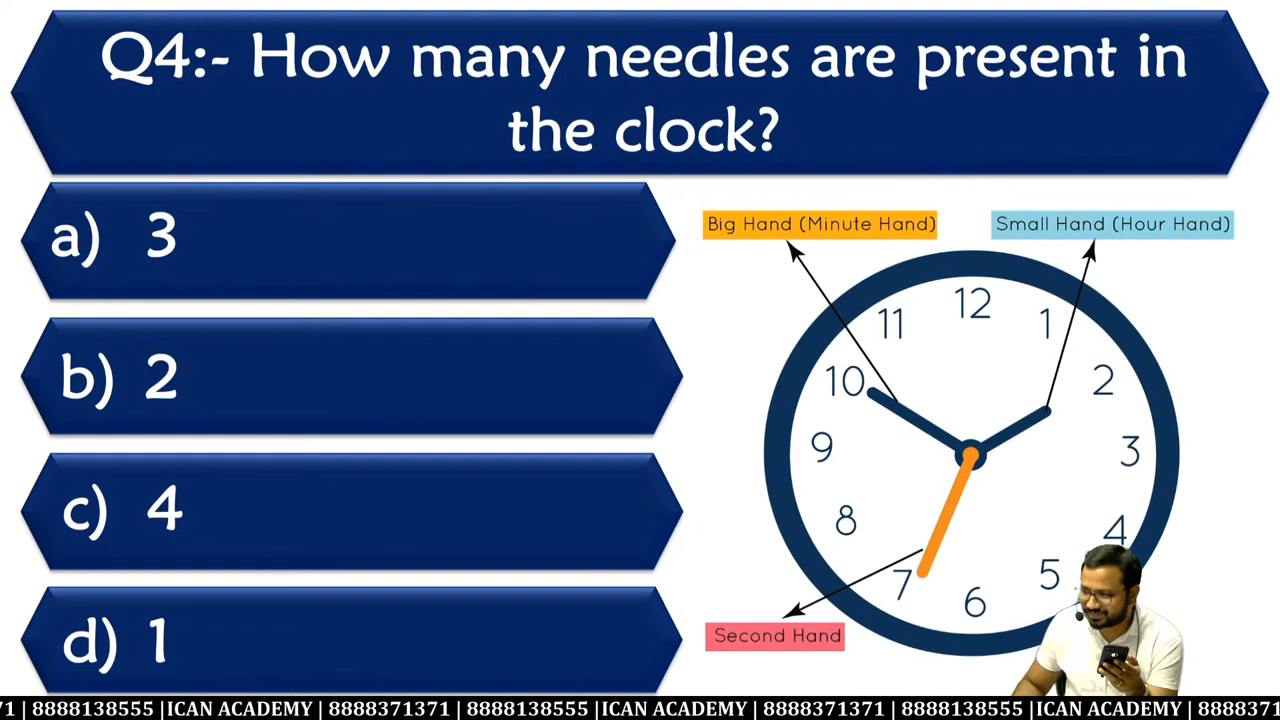 Q4:- How many needles are present in
the clock?
a) 3
b) 2
c) 4
d) 1
Big Hand (Minute Hand)
Small Hand (Hour Hand)
12
11
1
10
2
9
3
8
4
7
5
6
Second Hand
71 | 8888138555 |ICAN ACADEMY | 8888371371 | 8888138555 |ICAN ACADEMY | 8888371371 | 8888138555 |ICAN ACADEMY | 8888371